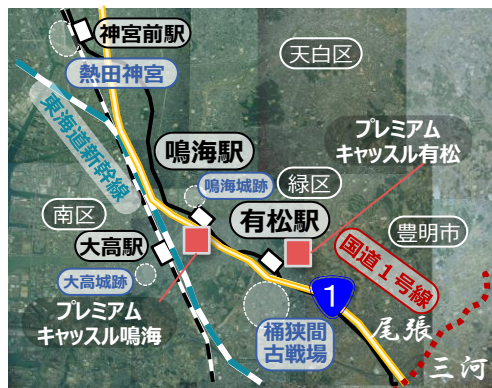 神宮前駅
熱田神宮
天白区
東海道新幹線
プレミアム
キャッスル有松
鳴海駅
鳴海城跡
緑区
南区
有松駅
豊明市
大高駅
国道1号線
大高城跡
プレミアム
キャッスル鳴海
1
桶狭間
古戦場
尾張
三河